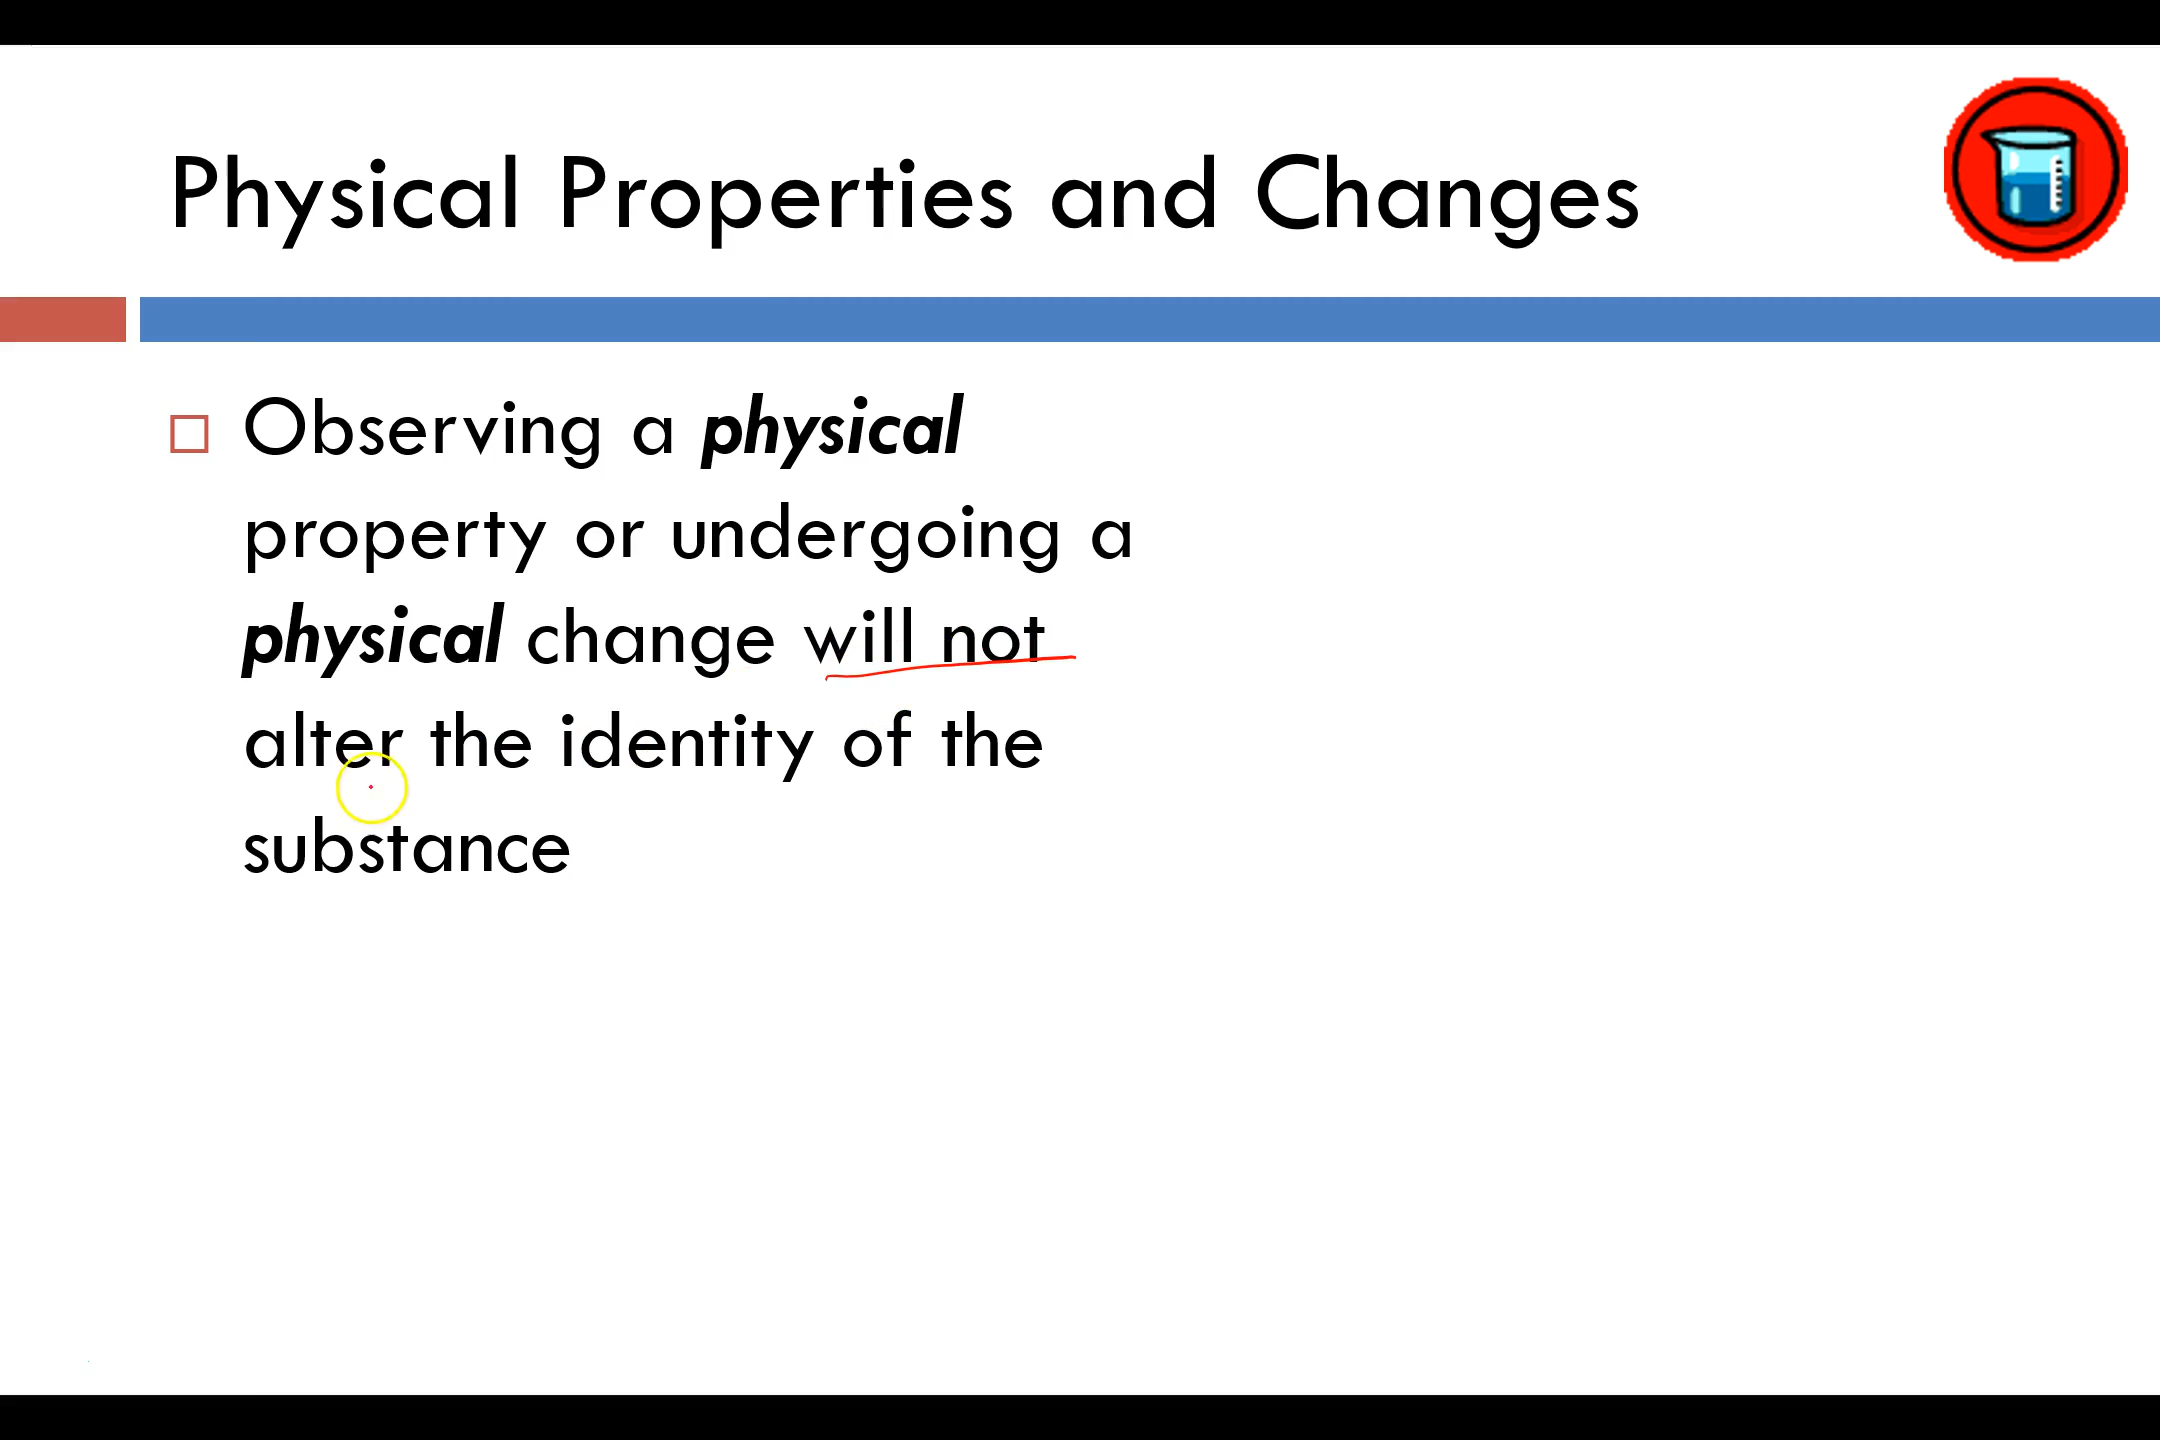 Physical Properties and Changes
Observing a physical
property or undergoing a
physical change will not
alter the identity of the
substance